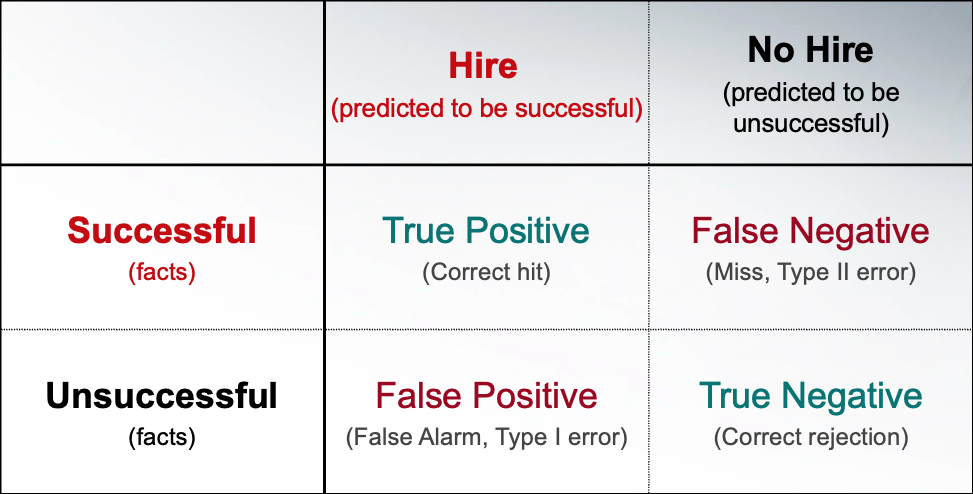 Hire
(predicted to be successful)
No Hire
(predicted to be
unsuccessful)
Successful
(facts)
True Positive
(Correct hit)
False Negative
(Miss, Type II error)
Unsuccessful
(facts)
False Positive
(False Alarm, Type I error)
True Negative
(Correct rejection)